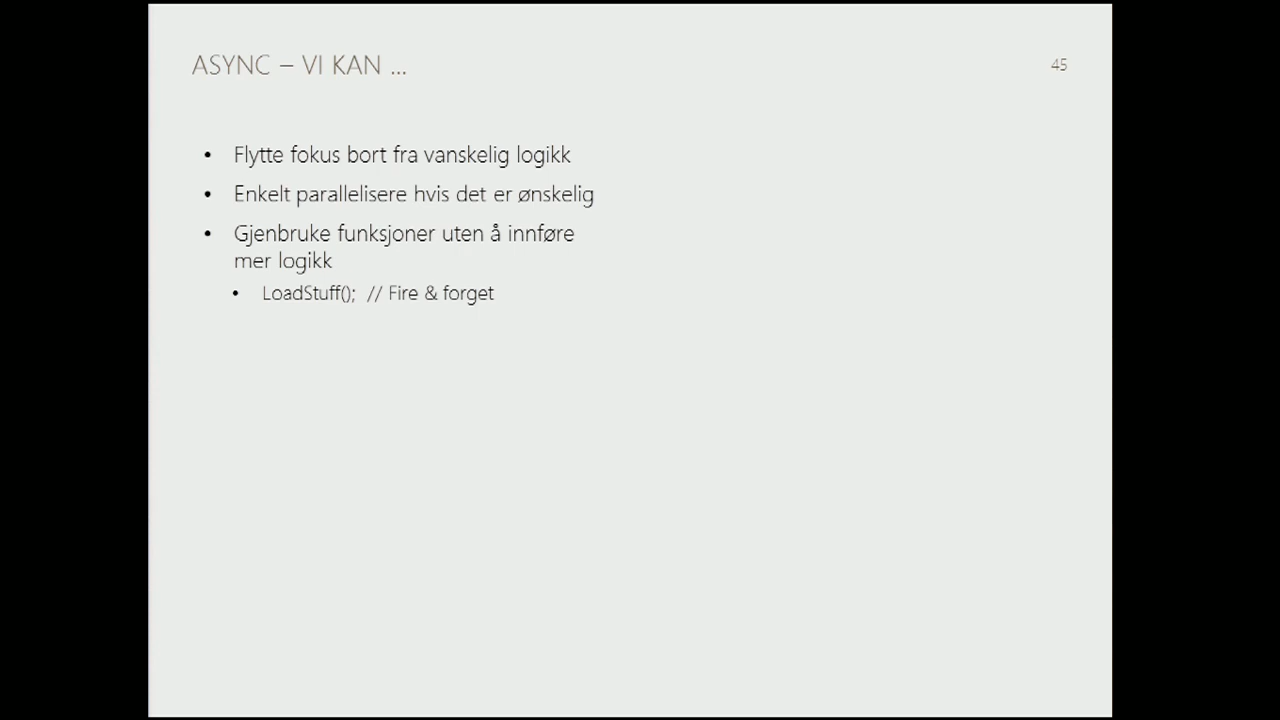 ASYNC – VI KAN ...
45
• Flytte fokus bort fra vanskelig logikk
• Enkelt parallelisere hvis det er ønskelig
• Gjenbruke funksjoner uten å innføre
mer logikk
• LoadStuff();  // Fire & forget